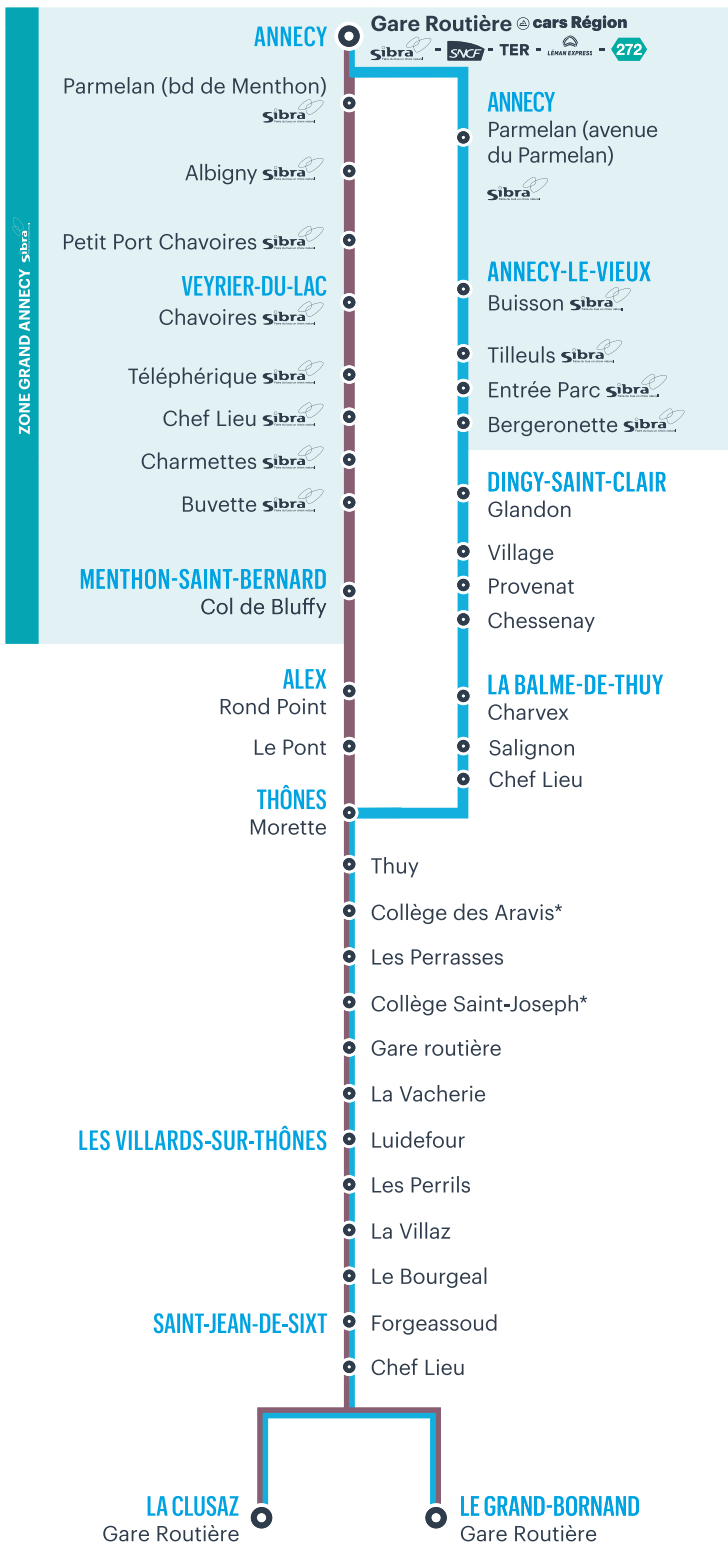 ANNECY
Gare Routière cars Région
sibra - SNCF - TER - LÉMAN EXPRESS - 272
Parmelan (bd de Menthon)
sibra
Albigny sibra
Petit Port Chavoires sibra
VEYRIER-DU-LAC
Chavoires sibra
Téléphérique sibra
Chef Lieu sibra
Charmettes sibra
Buvette sibra
MENTHON-SAINT-BERNARD
Col de Bluffy
ZONE GRAND ANNECY sibra
ALEX
Rond Point
Le Pont
ANNECY
Parmelan (avenue
du Parmelan)
sibra
ANNECY-LE-VIEUX
Buisson sibra
Tilleuls sibra
Entrée Parc sibra
Bergeronette sibra
DINGY-SAINT-CLAIR
Glandon
Village
Provenat
Chessenay
LA BALME-DE-THUY
Charvex
Salignon
Chef Lieu
THÔNES
Morette
Thuy
Collège des Aravis*
Les Perrasses
Collège Saint-Joseph*
Gare routière
La Vacherie
LES VILLARDS-SUR-THÔNES
Luidefour
Les Perrils
La Villaz
Le Bourgeal
SAINT-JEAN-DE-SIXT
Forgeassoud
Chef Lieu
LA CLUSAZ
Gare Routière
LE GRAND-BORNAND
Gare Routière